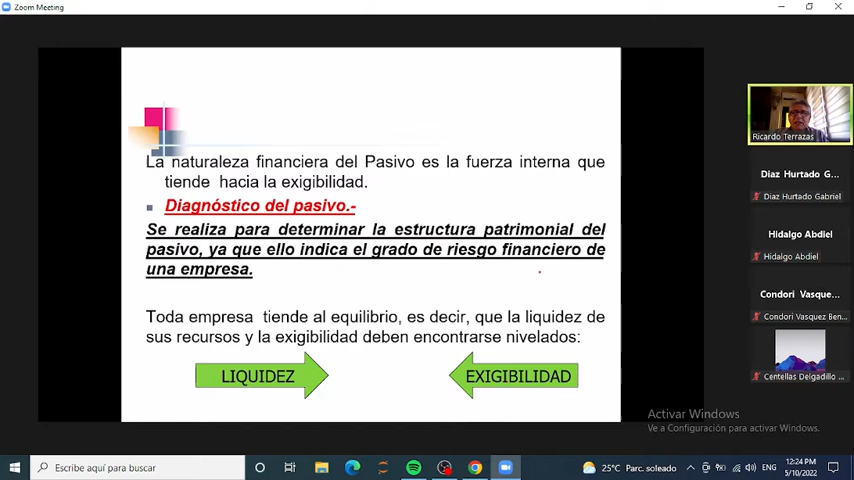 Zoom Meeting
La naturaleza financiera del Pasivo es la fuerza interna que
tiende hacia la exigibilidad.
Diagnóstico del pasivo.-
Se realiza para determinar la estructura patrimonial del
pasivo, ya que ello indica el grado de riesgo financiero de
una empresa.
Toda empresa tiende al equilibrio, es decir, que la liquidez de
sus recursos y la exigibilidad deben encontrarse nivelados:
LIQUIDEZ
EXIGIBILIDAD
Ricardo Terrazas
Diaz Hurtado G...
Diaz Hurtado Gabriel
Hidalgo Abdiel
Hidalgo Abdiel
Condori Vasque...
Condori Vasquez Ben...
Centellas Delgadillo ...
Activar Windows
Ve a Configuración para activar Windows.
Escribe aquí para buscar
25°C Parc. soleado
ENG
12:24 PM
5/10/2022